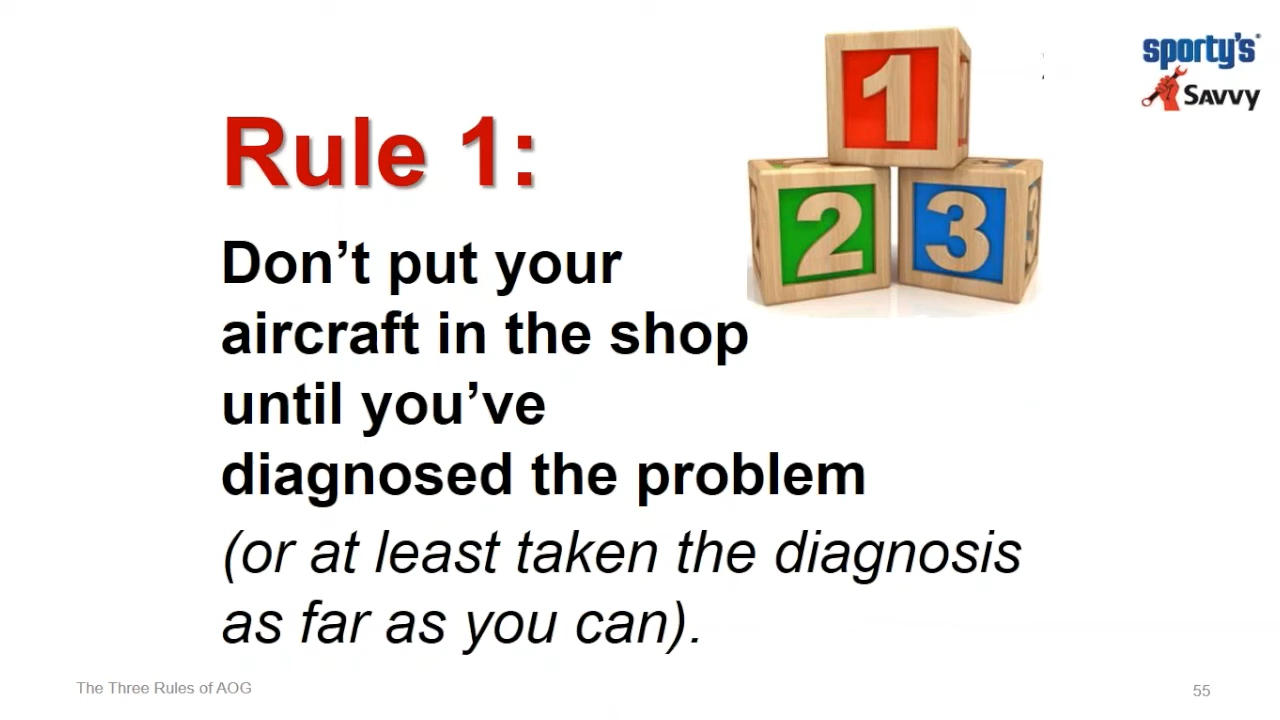 1
sporty's
Savvy
Rule 1:
2
3
Don't put your
aircraft in the shop
until you've
diagnosed the problem
(or at least taken the diagnosis
as far as you can).
The Three Rules of AOG
55